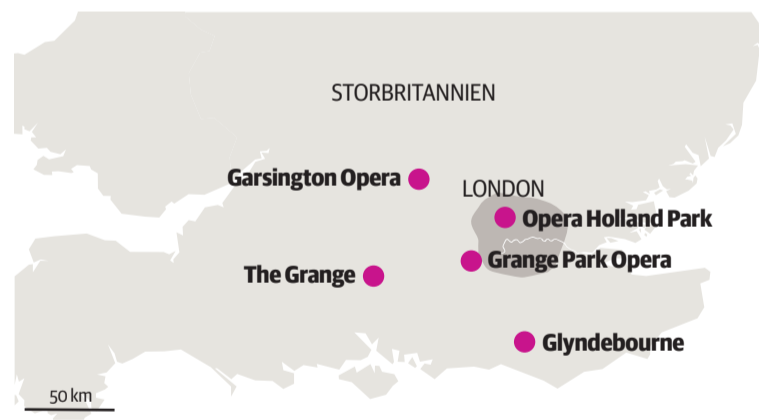 STORBRITANNIEN
Garsington Opera
LONDON
Opera Holland Park
Grange Park Opera
The Grange
Glyndebourne
50 km